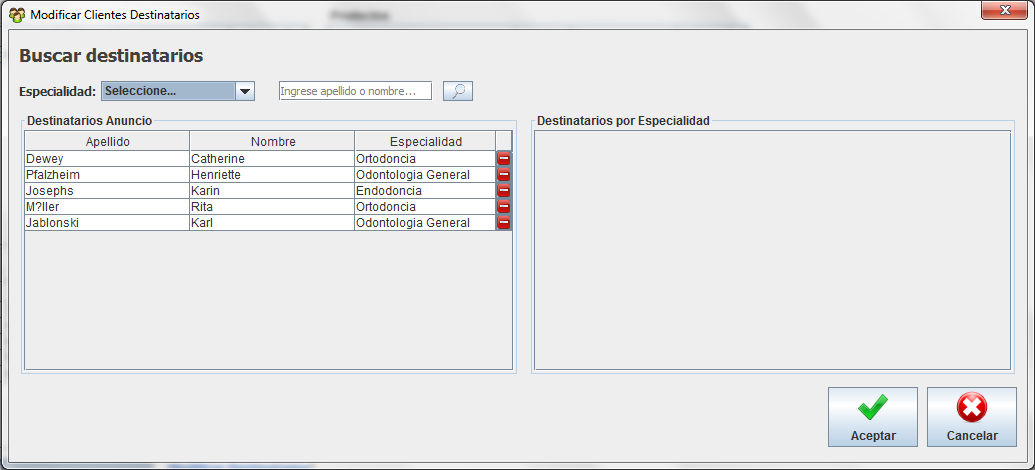 Modificar Clientes Destinatarios
Buscar destinatarios
Especialidad: Seleccione... Ingrese apellido o nombre...
Destinatarios Anuncio
Destinatarios por Especialidad
Apellido Nombre Especialidad
Dewey Catherine Ortodoncia
Pfalzheim Henriette Odontologia General
Josephs Karin Endodoncia
M?ller Rita Ortodoncia
Jablonski Karl Odontologia General
Aceptar Cancelar